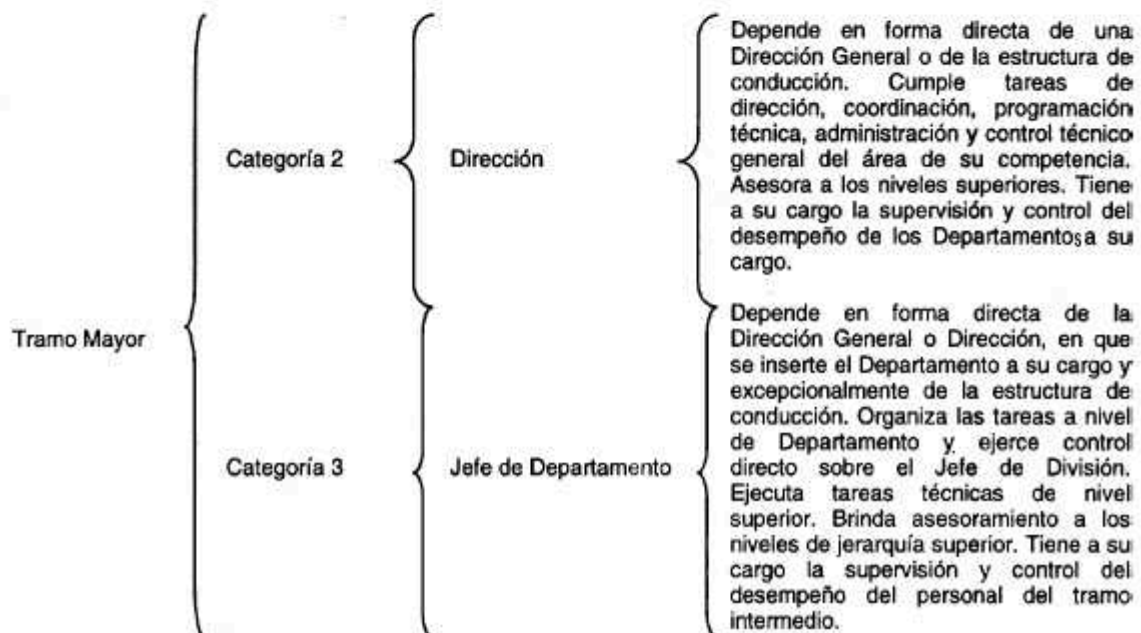 Tramo Mayor
Categoría 2
Dirección
Depende en forma directa de una
Dirección General o de la estructura de
conducción. Cumple tareas de
dirección, coordinación, programación
técnica, administración y control técnico
general del área de su competencia.
Asesora a los niveles superiores. Tiene
a su cargo la supervisión y control del
desempeño de los Departamentos a su
cargo.
Categoría 3
Jefe de Departamento
Depende en forma directa de la
Dirección General o Dirección, en que
se inserte el Departamento a su cargo y
excepcionalmente de la estructura de
conducción. Organiza las tareas a nivel
de Departamento y ejerce control
directo sobre el Jefe de División.
Ejecuta tareas técnicas de nivel
superior. Brinda asesoramiento a los
niveles de jerarquía superior. Tiene a su
cargo la supervisión y control del
desempeño del personal del tramo
intermedio.